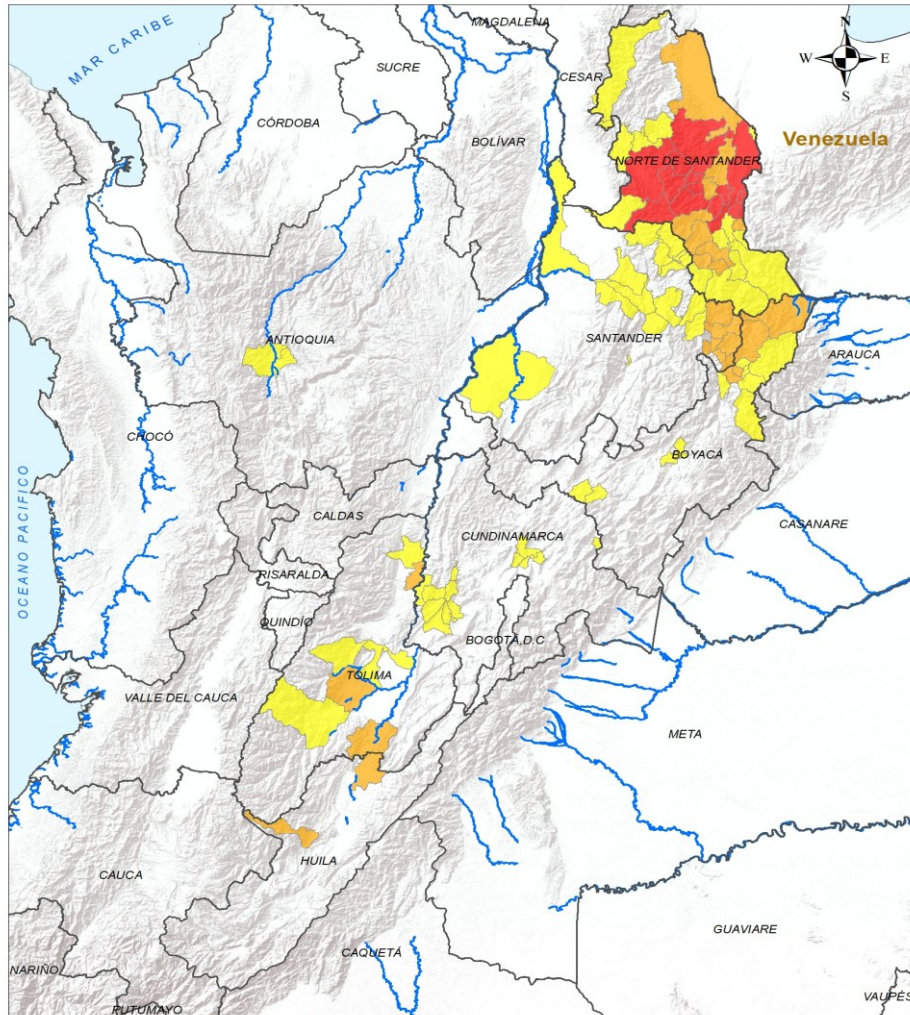 MAR CARIBE
MAGDALENA
N
W
E
S
SUCRE
CESAR
CÓRDOBA
BOLÍVAR
Venezuela
NORTE DE SANTANDER
ANTIOQUIA
SANTANDER
ARAUCA
CHOCÓ
BOYACÁ
OCEANO PACIFICO
CALDAS
CUNDINAMARCA
CASANARE
RISARALDA
QUINDIO
BOGOTÁ,D.C
TOLIMA
VALLE DEL CAUCA
META
HUILA
CAUCA
GUAVIARE
CAQUETÁ
NARIÑO
PUTUMAYO
VAUPÉS